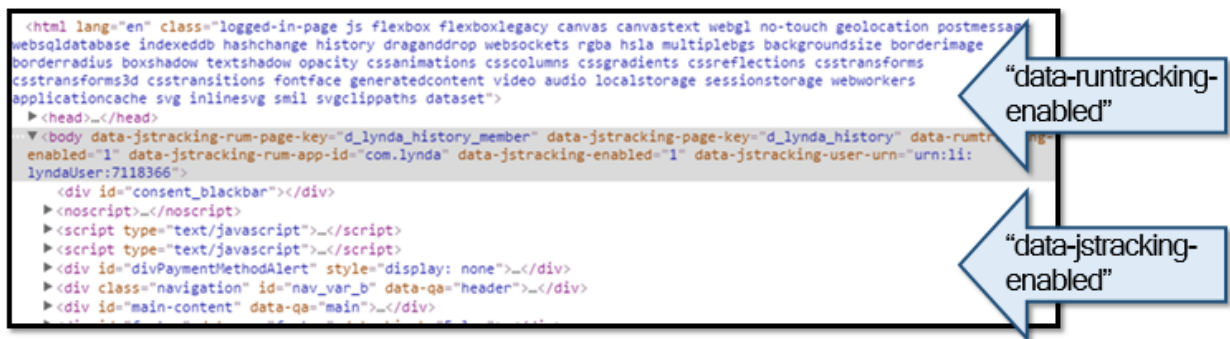 <html lang="en" class="logged-in-page js flexbox flexboxlegacy canvas canvastext webgl no-touch geolocation postmessag
websqldatabase indexeddb hashchange history draganddrop websockets rgba hsla multiplebgs backgroundsize borderimage
borderradius boxshadow textshadow opacity cssanimations csscolumns cssgradients cssreflections csstransforms
csstransforms3d csstransitions fontface generatedcontent video audio localstorage sessionstorage webworkers
applicationcache svg inlinesvg smil svgclippaths dataset">
▶<head>…</head>
▼<body data-jstracking-rum-page-key="d_lynda_history_member" data-jstracking-page-key="d_lynda_history" data-rumtr ng-
enabled="1" data-jstracking-rum-app-id="com.lynda" data-jstracking-enabled="1" data-jstracking-user-urn="urn:li:
lyndaUser:7118366">
<div id="consent_blackbar"></div>
▶<noscript>…</noscript>
▶<script type="text/javascript">…</script>
▶<script type="text/javascript">…</script>
▶<div id="divPaymentMethodAlert" style="display: none">…</div>
▶<div class="navigation" id="nav_var_b" data-qa="header">…</div>
▶<div id="main-content" data-qa="main">…</div>
"data-runtracking-
enabled"
"data-jstracking-
enabled"